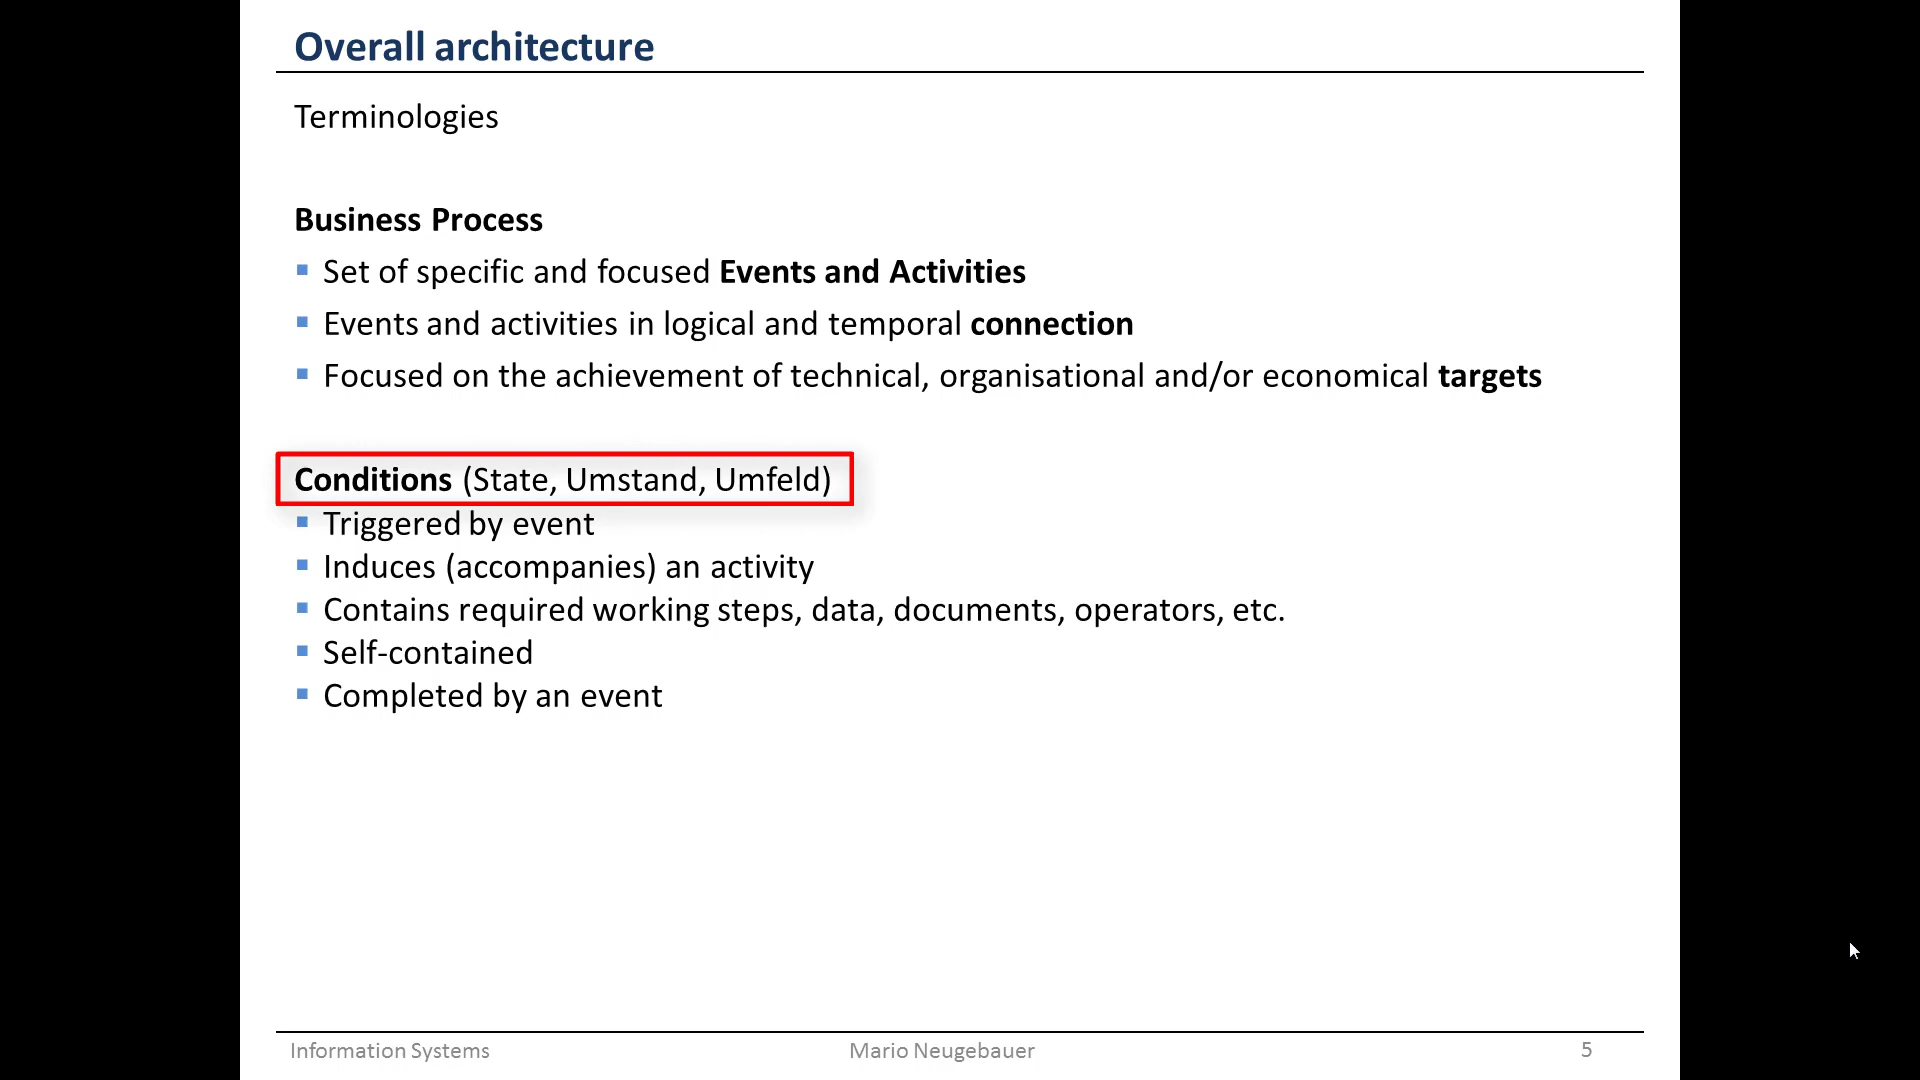 Overall architecture
Terminologies
Business Process
Set of specific and focused Events and Activities
Events and activities in logical and temporal connection
Focused on the achievement of technical, organisational and/or economical targets
Conditions (State, Umstand, Umfeld)
Triggered by event
Induces (accompanies) an activity
Contains required working steps, data, documents, operators, etc.
Self-contained
Completed by an event
Information Systems Mario Neugebauer 5